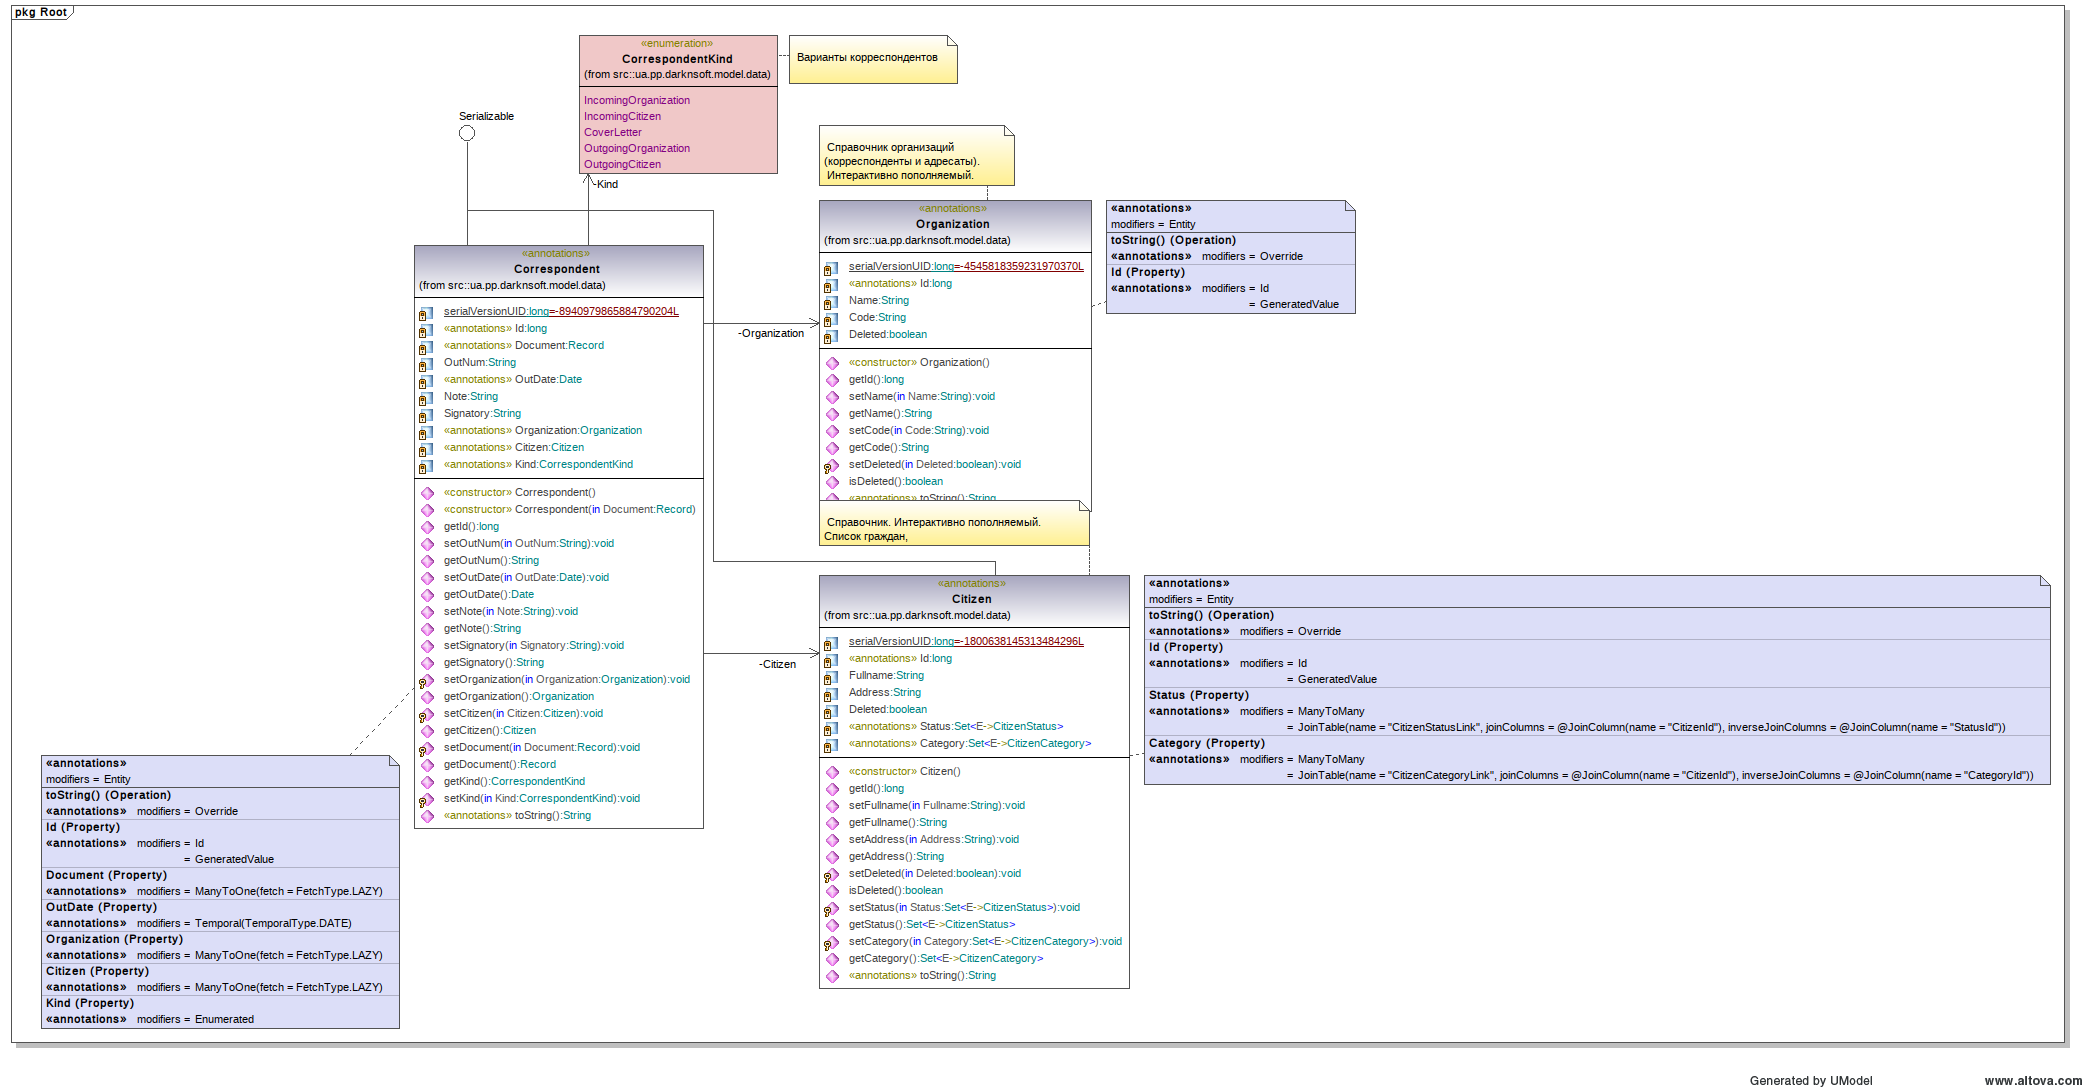 pkg Root
«enumeration»
CorrespondentKind
(from src::ua.pp.darknsoft.model.data)
IncomingOrganization
IncomingCitizen
CoverLetter
OutgoingOrganization
OutgoingCitizen
Варианты корреспондентов
Serializable
-Kind
Справочник организаций
(корреспонденты и адресаты).
Интерактивно пополняемый.
«annotations»
Correspondent
(from src::ua.pp.darknsoft.model.data)
serialVersionUID:long=-8940979865884790204L
«annotations» Id:long
«annotations» Document:Record
OutNum:String
«annotations» OutDate:Date
Note:String
Signatory:String
«annotations» Organization:Organization
«annotations» Citizen:Citizen
«annotations» Kind:CorrespondentKind
«constructor» Correspondent()
«constructor» Correspondent(in Document:Record)
getId():long
setOutNum(in OutNum:String):void
getOutNum():String
setOutDate(in OutDate:Date):void
getOutDate():Date
setNote(in Note:String):void
getNote():String
setSignatory(in Signatory:String):void
getSignatory():String
setOrganization(in Organization:Organization):void
getOrganization():Organization
setCitizen(in Citizen:Citizen):void
getCitizen():Citizen
setDocument(in Document:Record):void
getDocument():Record
getKind():CorrespondentKind
setKind(in Kind:CorrespondentKind):void
«annotations» toString():String
-Organization
-Citizen
«annotations»
Organization
(from src::ua.pp.darknsoft.model.data)
serialVersionUID:long=-4545818359231970370L
«annotations» Id:long
Name:String
Code:String
Deleted:boolean
«constructor» Organization()
getId():long
setName(in Name:String):void
getName():String
setCode(in Code:String):void
getCode():String
setDeleted(in Deleted:boolean):void
isDeleted():boolean
«annotations» toString():String
«annotations»
modifiers = Entity
toString() (Operation)
«annotations» modifiers = Override
Id (Property)
«annotations» modifiers = Id
= GeneratedValue
Справочник. Интерактивно пополняемый.
Список граждан,
«annotations»
Citizen
(from src::ua.pp.darknsoft.model.data)
serialVersionUID:long=-1800638145313484296L
«annotations» Id:long
Fullname:String
Address:String
Deleted:boolean
«annotations» Status:Set<E->CitizenStatus>
«annotations» Category:Set<E->CitizenCategory>
«constructor» Citizen()
getId():long
setFullname(in Fullname:String):void
getFullname():String
setAddress(in Address:String):void
getAddress():String
setDeleted(in Deleted:boolean):void
isDeleted():boolean
setStatus(in Status:Set<E->CitizenStatus>):void
getStatus():Set<E->CitizenStatus>
setCategory(in Category:Set<E->CitizenCategory>):void
getCategory():Set<E->CitizenCategory>
«annotations» toString():String
«annotations»
modifiers = Entity
toString() (Operation)
«annotations» modifiers = Override
Id (Property)
«annotations» modifiers = Id
= GeneratedValue
Status (Property)
«annotations» modifiers = ManyToMany
= JoinTable(name = "CitizenStatusLink", joinColumns = @JoinColumn(name = "CitizenId"), inverseJoinColumns = @JoinColumn(name = "StatusId"))
Category (Property)
«annotations» modifiers = ManyToMany
= JoinTable(name = "CitizenCategoryLink", joinColumns = @JoinColumn(name = "CitizenId"), inverseJoinColumns = @JoinColumn(name = "CategoryId"))
«annotations»
modifiers = Entity
toString() (Operation)
«annotations» modifiers = Override
Id (Property)
«annotations» modifiers = Id
= GeneratedValue
Document (Property)
«annotations» modifiers = ManyToOne(fetch = FetchType.LAZY)
OutDate (Property)
«annotations» modifiers = Temporal(TemporalType.DATE)
Organization (Property)
«annotations» modifiers = ManyToOne(fetch = FetchType.LAZY)
Citizen (Property)
«annotations» modifiers = ManyToOne(fetch = FetchType.LAZY)
Kind (Property)
«annotations» modifiers = Enumerated
Generated by UModel
www.altova.com